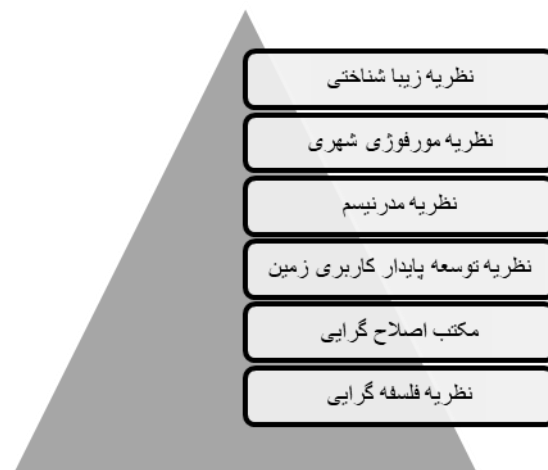 نظریه زیبا شناختی
نظریه مورفوژی شهری
نظریه مدرنیسم
نظریه توسعه پایدار کاربری زمین
مکتب اصلاح گرایی
نظریه فلسفه گرایی